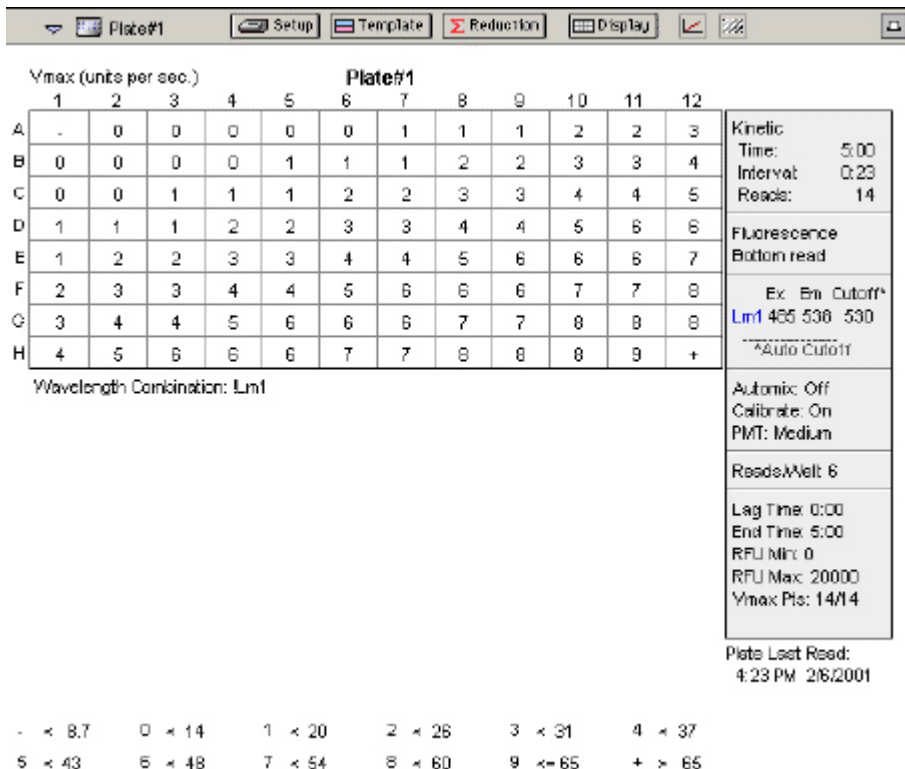 Plate#1 Setup Template Reduction Display
Vmax (units per sec.) Plate#1
1 2 3 4 5 6 7 8 9 10 11 12
A - 0 0 0 0 0 1 1 1 2 2 3
B 0 0 0 0 1 1 1 2 2 3 3 4
C 0 0 1 1 1 2 2 3 3 4 4 5
D 1 1 1 2 2 3 3 4 4 5 6 6
E 1 2 2 3 3 4 4 5 6 6 6 7
F 2 3 3 4 4 5 6 6 6 7 7 8
G 3 4 4 5 6 6 6 7 7 8 8 8
H 4 5 6 6 6 7 7 8 8 8 9 +
Wavelength Combination: !Lm1
Kinetic
Time: 5:00
Interval: 0:23
Reads: 14
Fluorescence
Bottom read
Ex Em Cutoff*
Lm1 485 538 530
*Auto Cutoff
Automix: Off
Calibrate: On
PMT: Medium
Reads/Well: 6
Lag Time: 0:00
End Time: 5:00
RFU Min: 0
RFU Max: 20000
Vmax Pts: 14/14
Plate Last Read:
4:23 PM 2/6/2001
- < 8.7 0 < 14 1 < 20 2 < 26 3 < 31 4 < 37
5 < 43 6 < 48 7 < 54 8 < 60 9 <= 65 + > 65